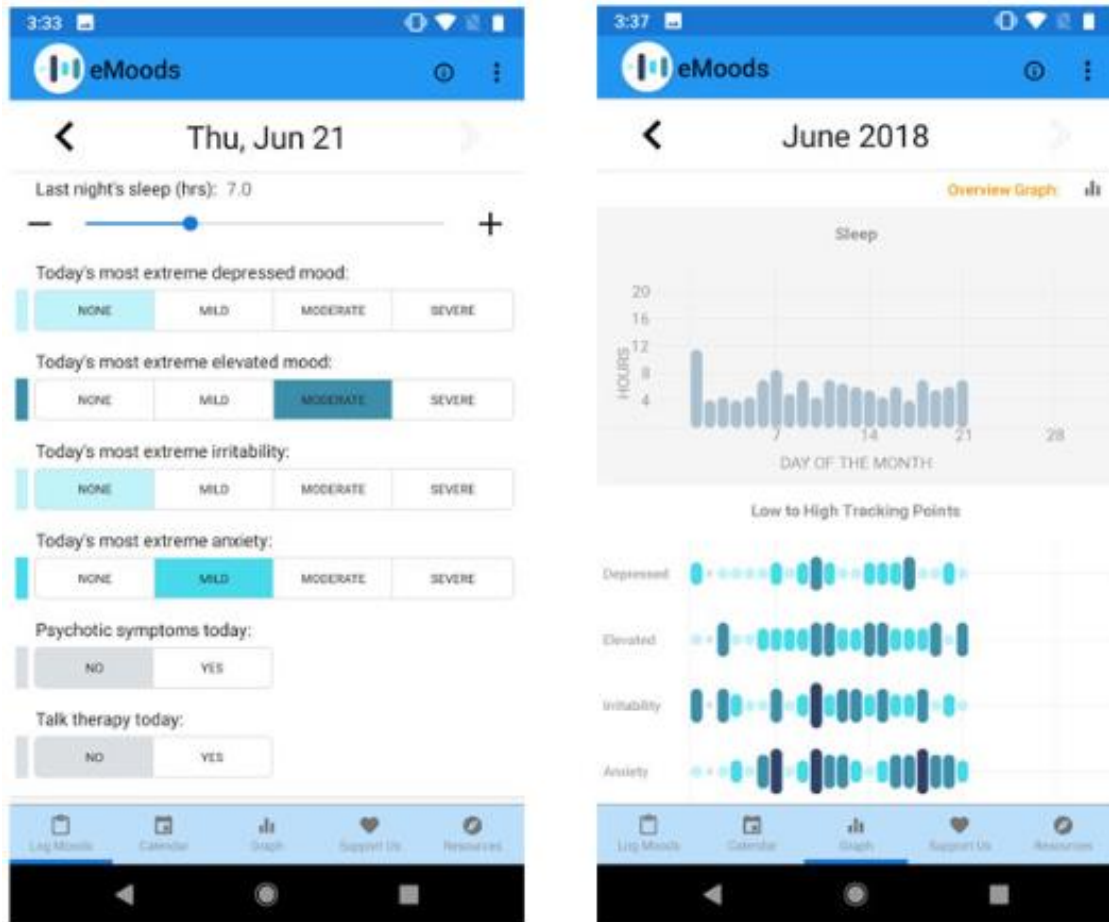 3:33
eMoods
Thu, Jun 21
Last night's sleep (hrs): 7.0
Today's most extreme depressed mood:
NONE MILD MODERATE SEVERE
Today's most extreme elevated mood:
NONE MILD MODERATE SEVERE
Today's most extreme irritability:
NONE MILD MODERATE SEVERE
Today's most extreme anxiety:
NONE MILD MODERATE SEVERE
Psychotic symptoms today:
NO YES
Talk therapy today:
NO YES
Log Moods Calendar Graph Support Us Resources
3:37
eMoods
June 2018
Overview Graph:
Sleep
20
16
12
8
4
HOURS
7 14 21 28
DAY OF THE MONTH
Low to High Tracking Points
Depressed
Elevated
Irritability
Anxiety
Log Moods Calendar Graph Support Us Resources